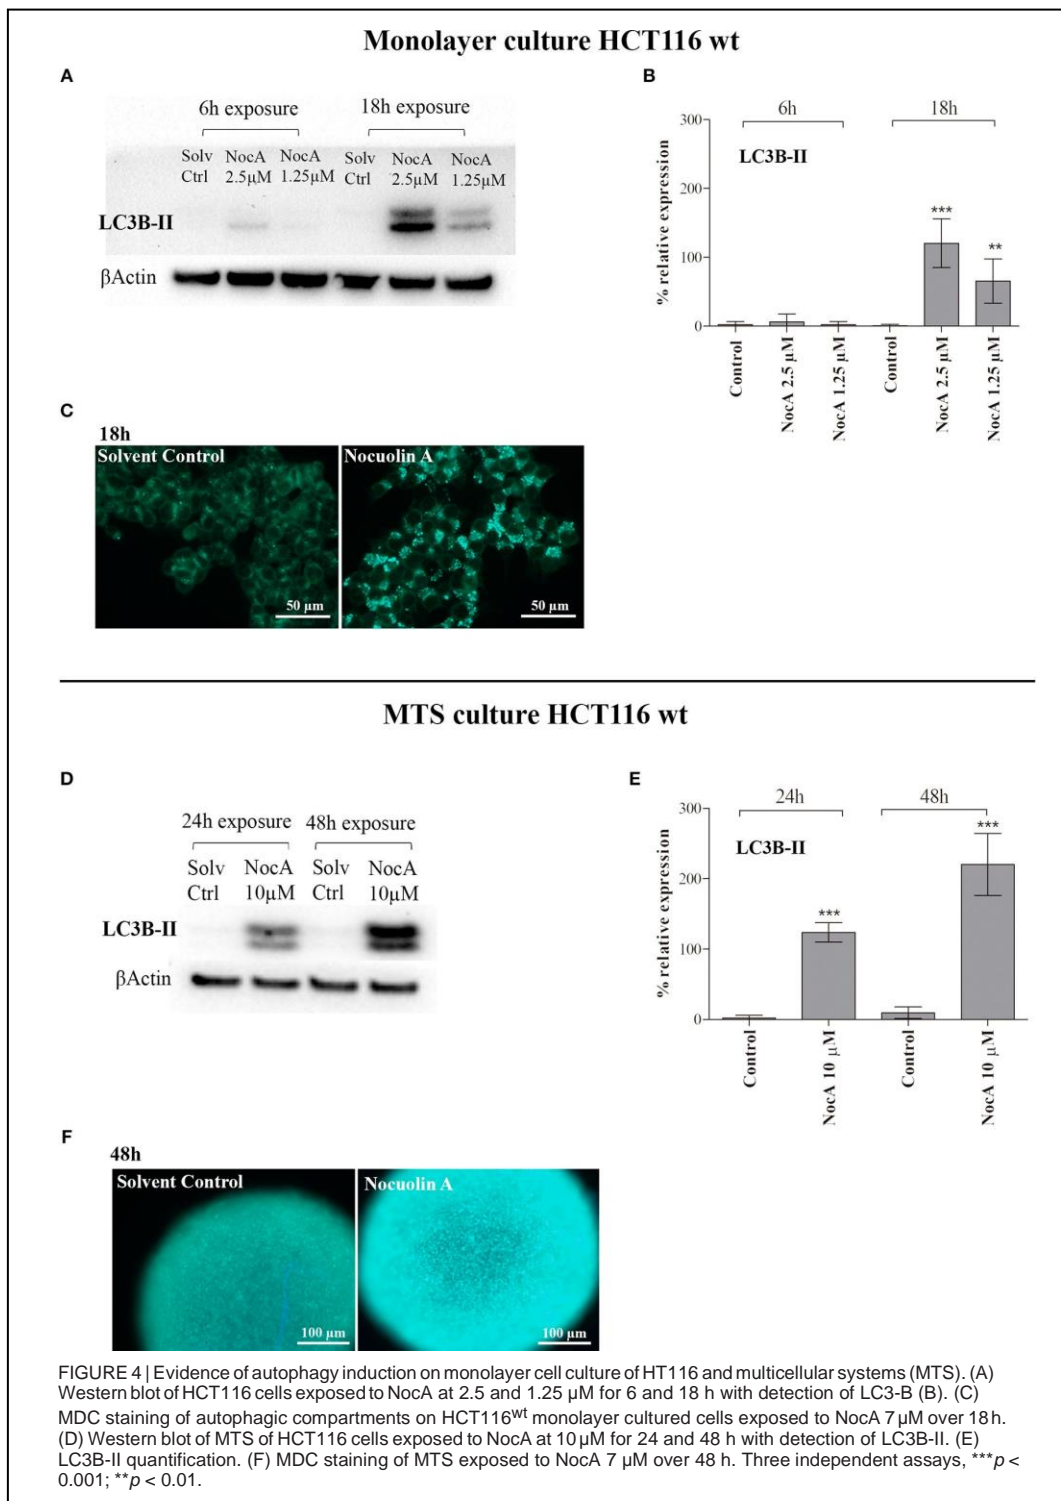 Monolayer culture HCT116 wt
A
6h exposure 18h exposure
Solv NocA NocA Solv NocA NocA
Ctrl 2.5µM 1.25µM Ctrl 2.5µM 1.25µM
LC3B-II
βActin
B
6h 18h
LC3B-II
% relative expression
300
200
100
0
*** **
Control
NocA 2.5 µM
NocA 1.25 µM
Control
NocA 2.5 µM
NocA 1.25 µM
C
18h
Solvent Control Nocuolin A
50 µm 50 µm
MTS culture HCT116 wt
D
24h exposure 48h exposure
Solv NocA Solv NocA
Ctrl 10µM Ctrl 10µM
LC3B-II
βActin
E
24h 48h
LC3B-II
% relative expression
300
200
100
0
*** ***
Control
NocA 10 µM
Control
NocA 10 µM
F
48h
Solvent Control Nocuolin A
100 µm 100 µm
FIGURE 4 | Evidence of autophagy induction on monolayer cell culture of HT116 and multicellular systems (MTS). (A)
Western blot of HCT116 cells exposed to NocA at 2.5 and 1.25 µM for 6 and 18 h with detection of LC3-B (B). (C)
MDC staining of autophagic compartments on HCT116wt monolayer cultured cells exposed to NocA 7 µM over 18 h.
(D) Western blot of MTS of HCT116 cells exposed to NocA at 10 µM for 24 and 48 h with detection of LC3B-II. (E)
LC3B-II quantification. (F) MDC staining of MTS exposed to NocA 7 µM over 48 h. Three independent assays, ***p <
0.001; **p < 0.01.